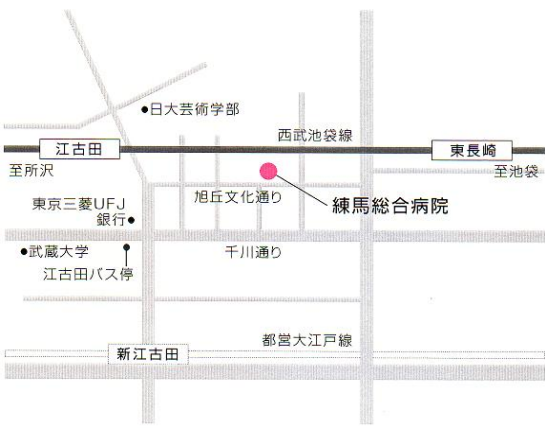 ●日大芸術学部
西武池袋線
江古田
東長崎
至所沢
至池袋
旭丘文化通り
練馬総合病院
東京三菱UFJ
銀行●
●武蔵大学
千川通り
江古田バス停
都営大江戸線
新江古田